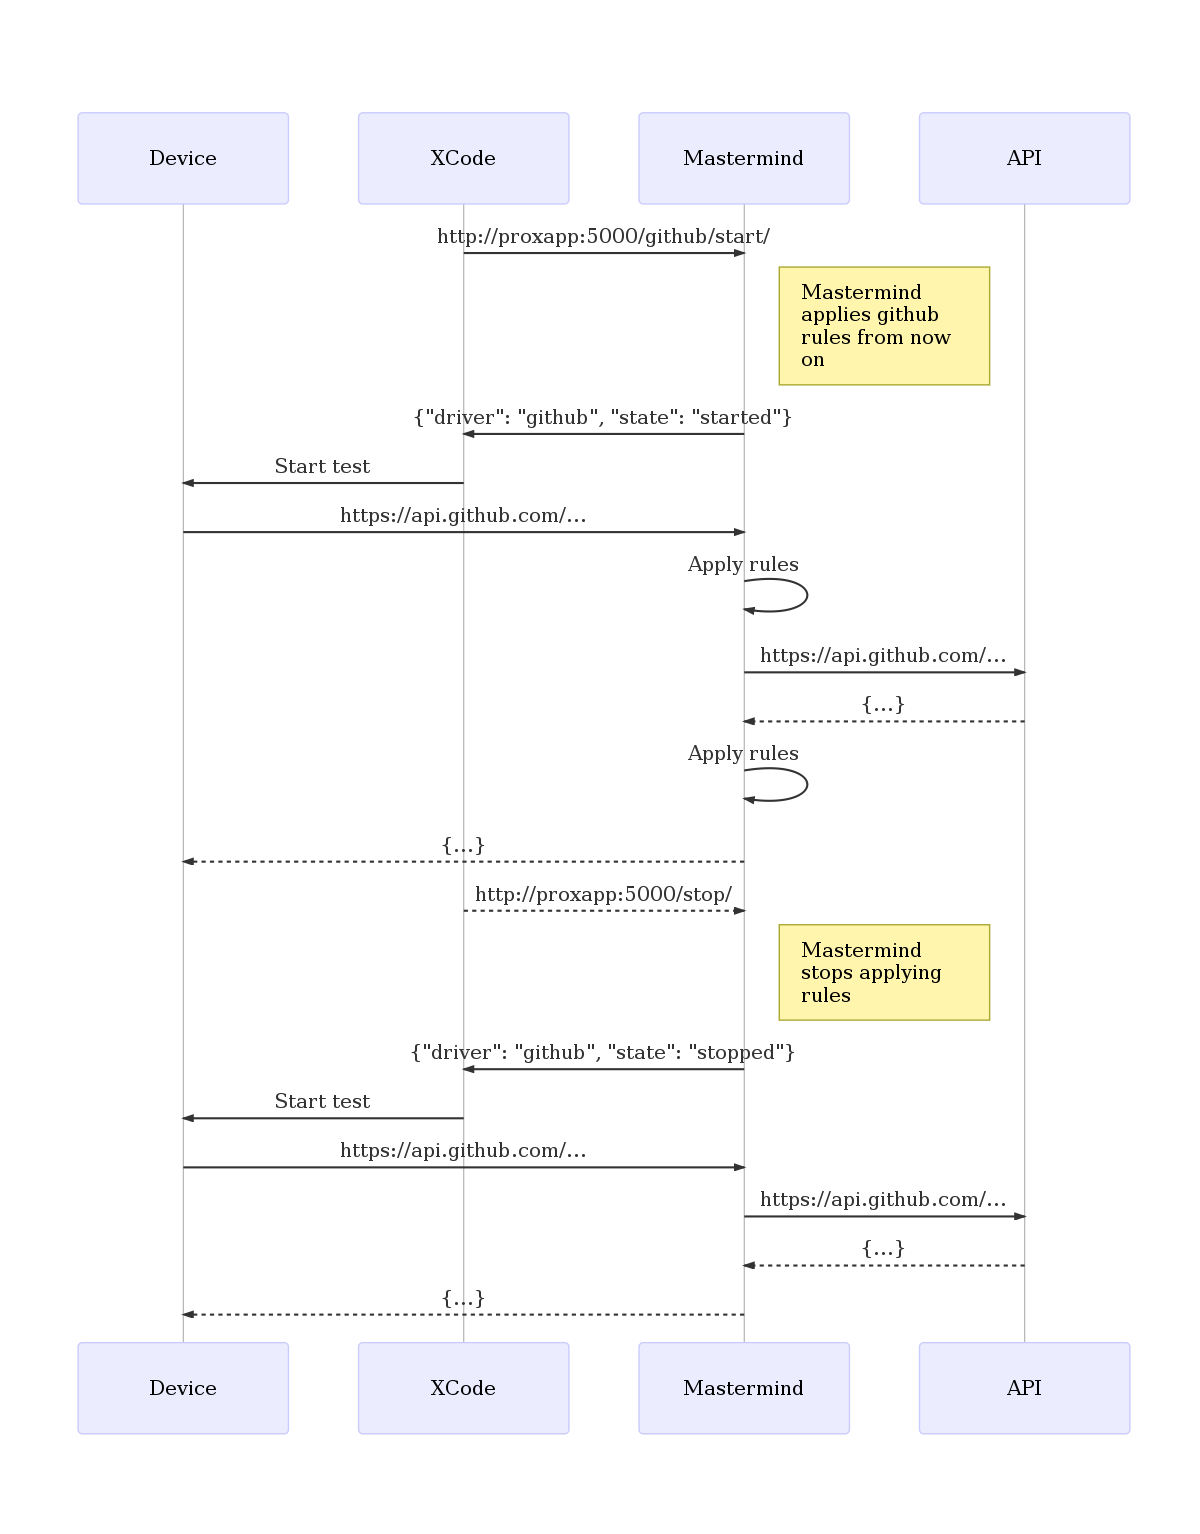 Device
XCode
Mastermind
API
http://proxapp:5000/github/start/
Mastermind
applies github
rules from now
on
{"driver": "github", "state": "started"}
Start test
https://api.github.com/...
Apply rules
https://api.github.com/...
{...}
Apply rules
{...}
http://proxapp:5000/stop/
Mastermind
stops applying
rules
{"driver": "github", "state": "stopped"}
Start test
https://api.github.com/...
https://api.github.com/...
{...}
{...}
Device
XCode
Mastermind
API